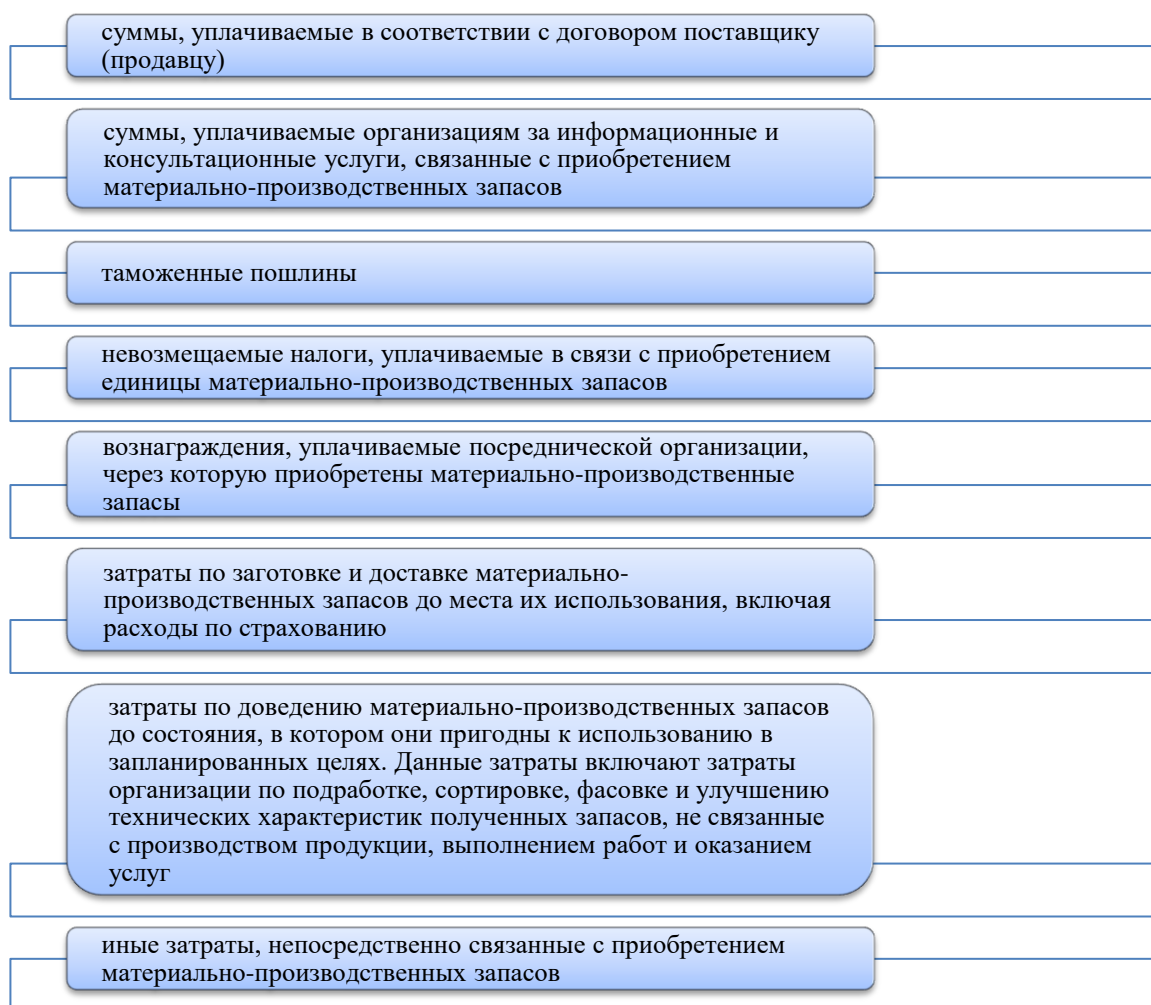 суммы, уплачиваемые в соответствии с договором поставщику
(продавцу)
суммы, уплачиваемые организациям за информационные и
консультационные услуги, связанные с приобретением
материально-производственных запасов
таможенные пошлины
невозмещаемые налоги, уплачиваемые в связи с приобретением
единицы материально-производственных запасов
вознаграждения, уплачиваемые посреднической организации,
через которую приобретены материально-производственные
запасы
затраты по заготовке и доставке материально-
производственных запасов до места их использования, включая
расходы по страхованию
затраты по доведению материально-производственных запасов
до состояния, в котором они пригодны к использованию в
запланированных целях. Данные затраты включают затраты
организации по подработке, сортировке, фасовке и улучшению
технических характеристик полученных запасов, не связанные
с производством продукции, выполнением работ и оказанием
услуг
иные затраты, непосредственно связанные с приобретением
материально-производственных запасов